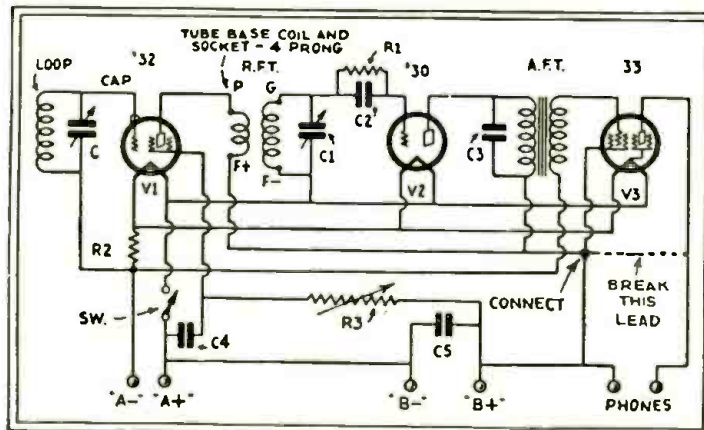 TUBE BASE COIL AND
SOCKET - 4 PRONG
LOOP
CAP
'32
P
R.F.T.
G
R1
'30
A.F.T.
33
C
C2
C1
C3
F+
F-
V1
V2
V3
R2
SW.
C4
R3
C5
CONNECT
BREAK
THIS
LEAD
"A-"
"A+"
"B-"
"B+"
PHONES